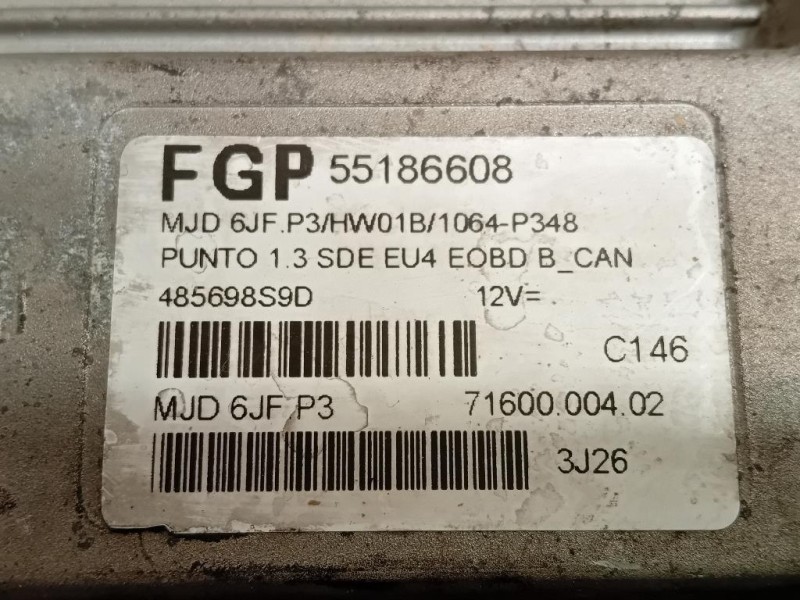 FGP 55186608
MJD 6JF.P3/HW01B/1064-P348
PUNTO 1.3 SDE EU4 EOBD B_CAN
485698S9D 12V=
C146
MJD 6JF.P3 71600.004.02
3J26